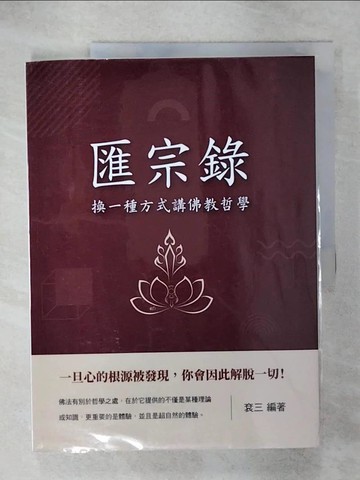 匯宗錄
換一種方式講佛教哲學
一旦心的根源被發現，你會因此解脫一切！
佛法有別於哲學之處，在於它提供的不僅是某種理論
或知識，更重要的是體驗，並且是超自然的體驗。
袞三 編著